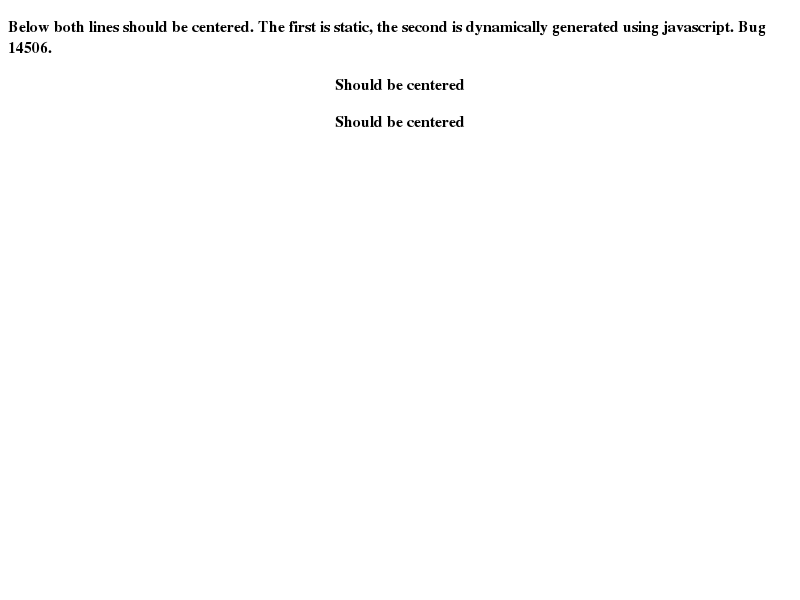 Below both lines should be centered. The first is static, the second is dynamically generated using javascript. Bug
14506.
Should be centered
Should be centered